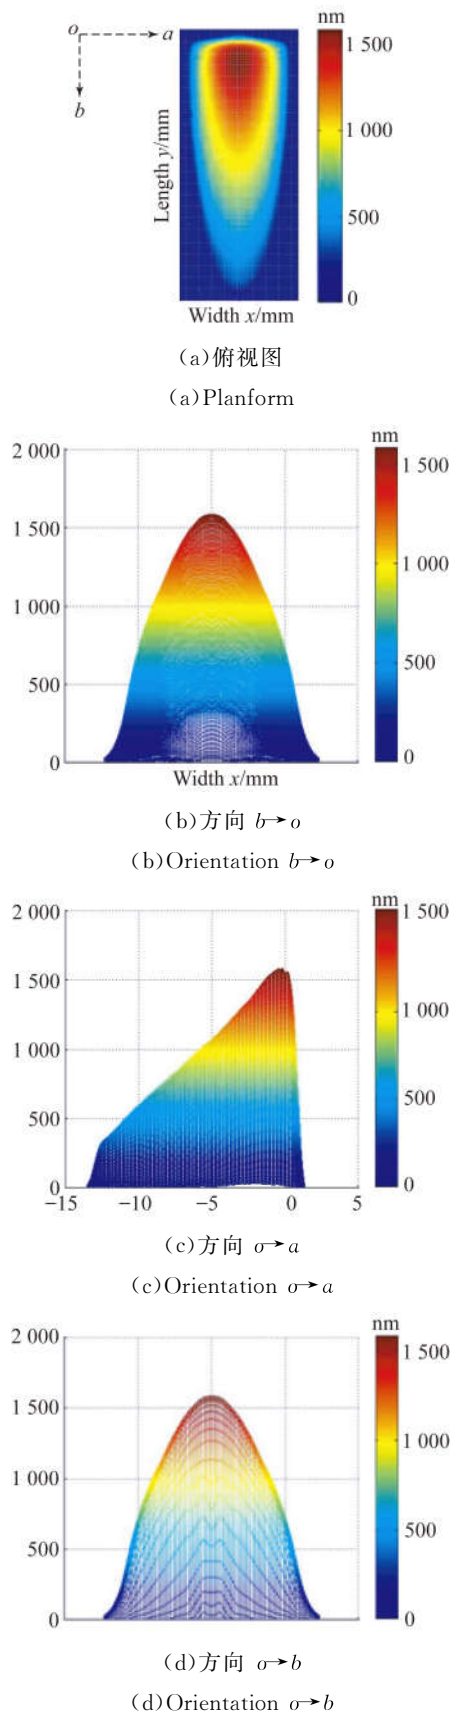 nm
o
a
b
1 500
1 000
500
0
Length y/mm
Width x/mm
(a)俯视图
(a)Planform
nm
2 000
1 500
1 000
500
0
1 500
1 000
500
0
Width x/mm
(b)方向 b→o
(b)Orientation b→o
nm
2 000
1 500
1 000
500
0
1 500
1 000
500
0
−15 −10 −5 0 5
(c)方向 o→a
(c)Orientation o→a
nm
2 000
1 500
1 000
500
0
1 500
1 000
500
0
(d)方向 o→b
(d)Orientation o→b